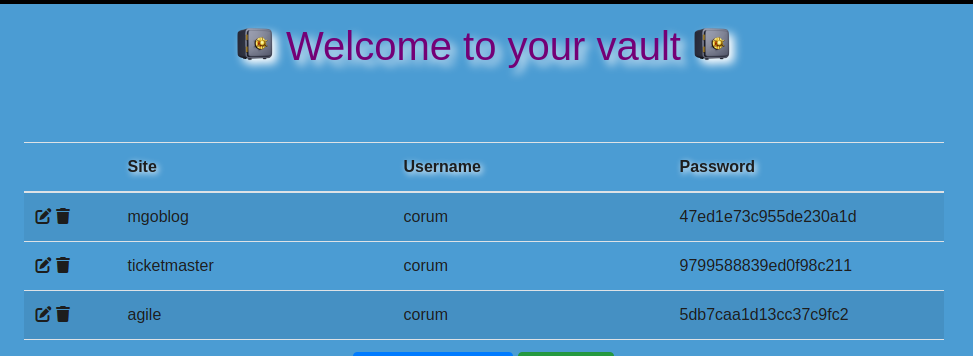 Welcome to your vault
Site Username Password
mgoblog corum 47ed1e73c955de230a1d
ticketmaster corum 9799588839ed0f98c211
agile corum 5db7caa1d13cc37c9fc2